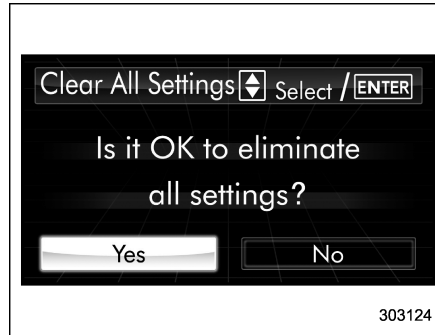 Clear All Settings Select / ENTER
Is it OK to eliminate
all settings?
Yes No
303124